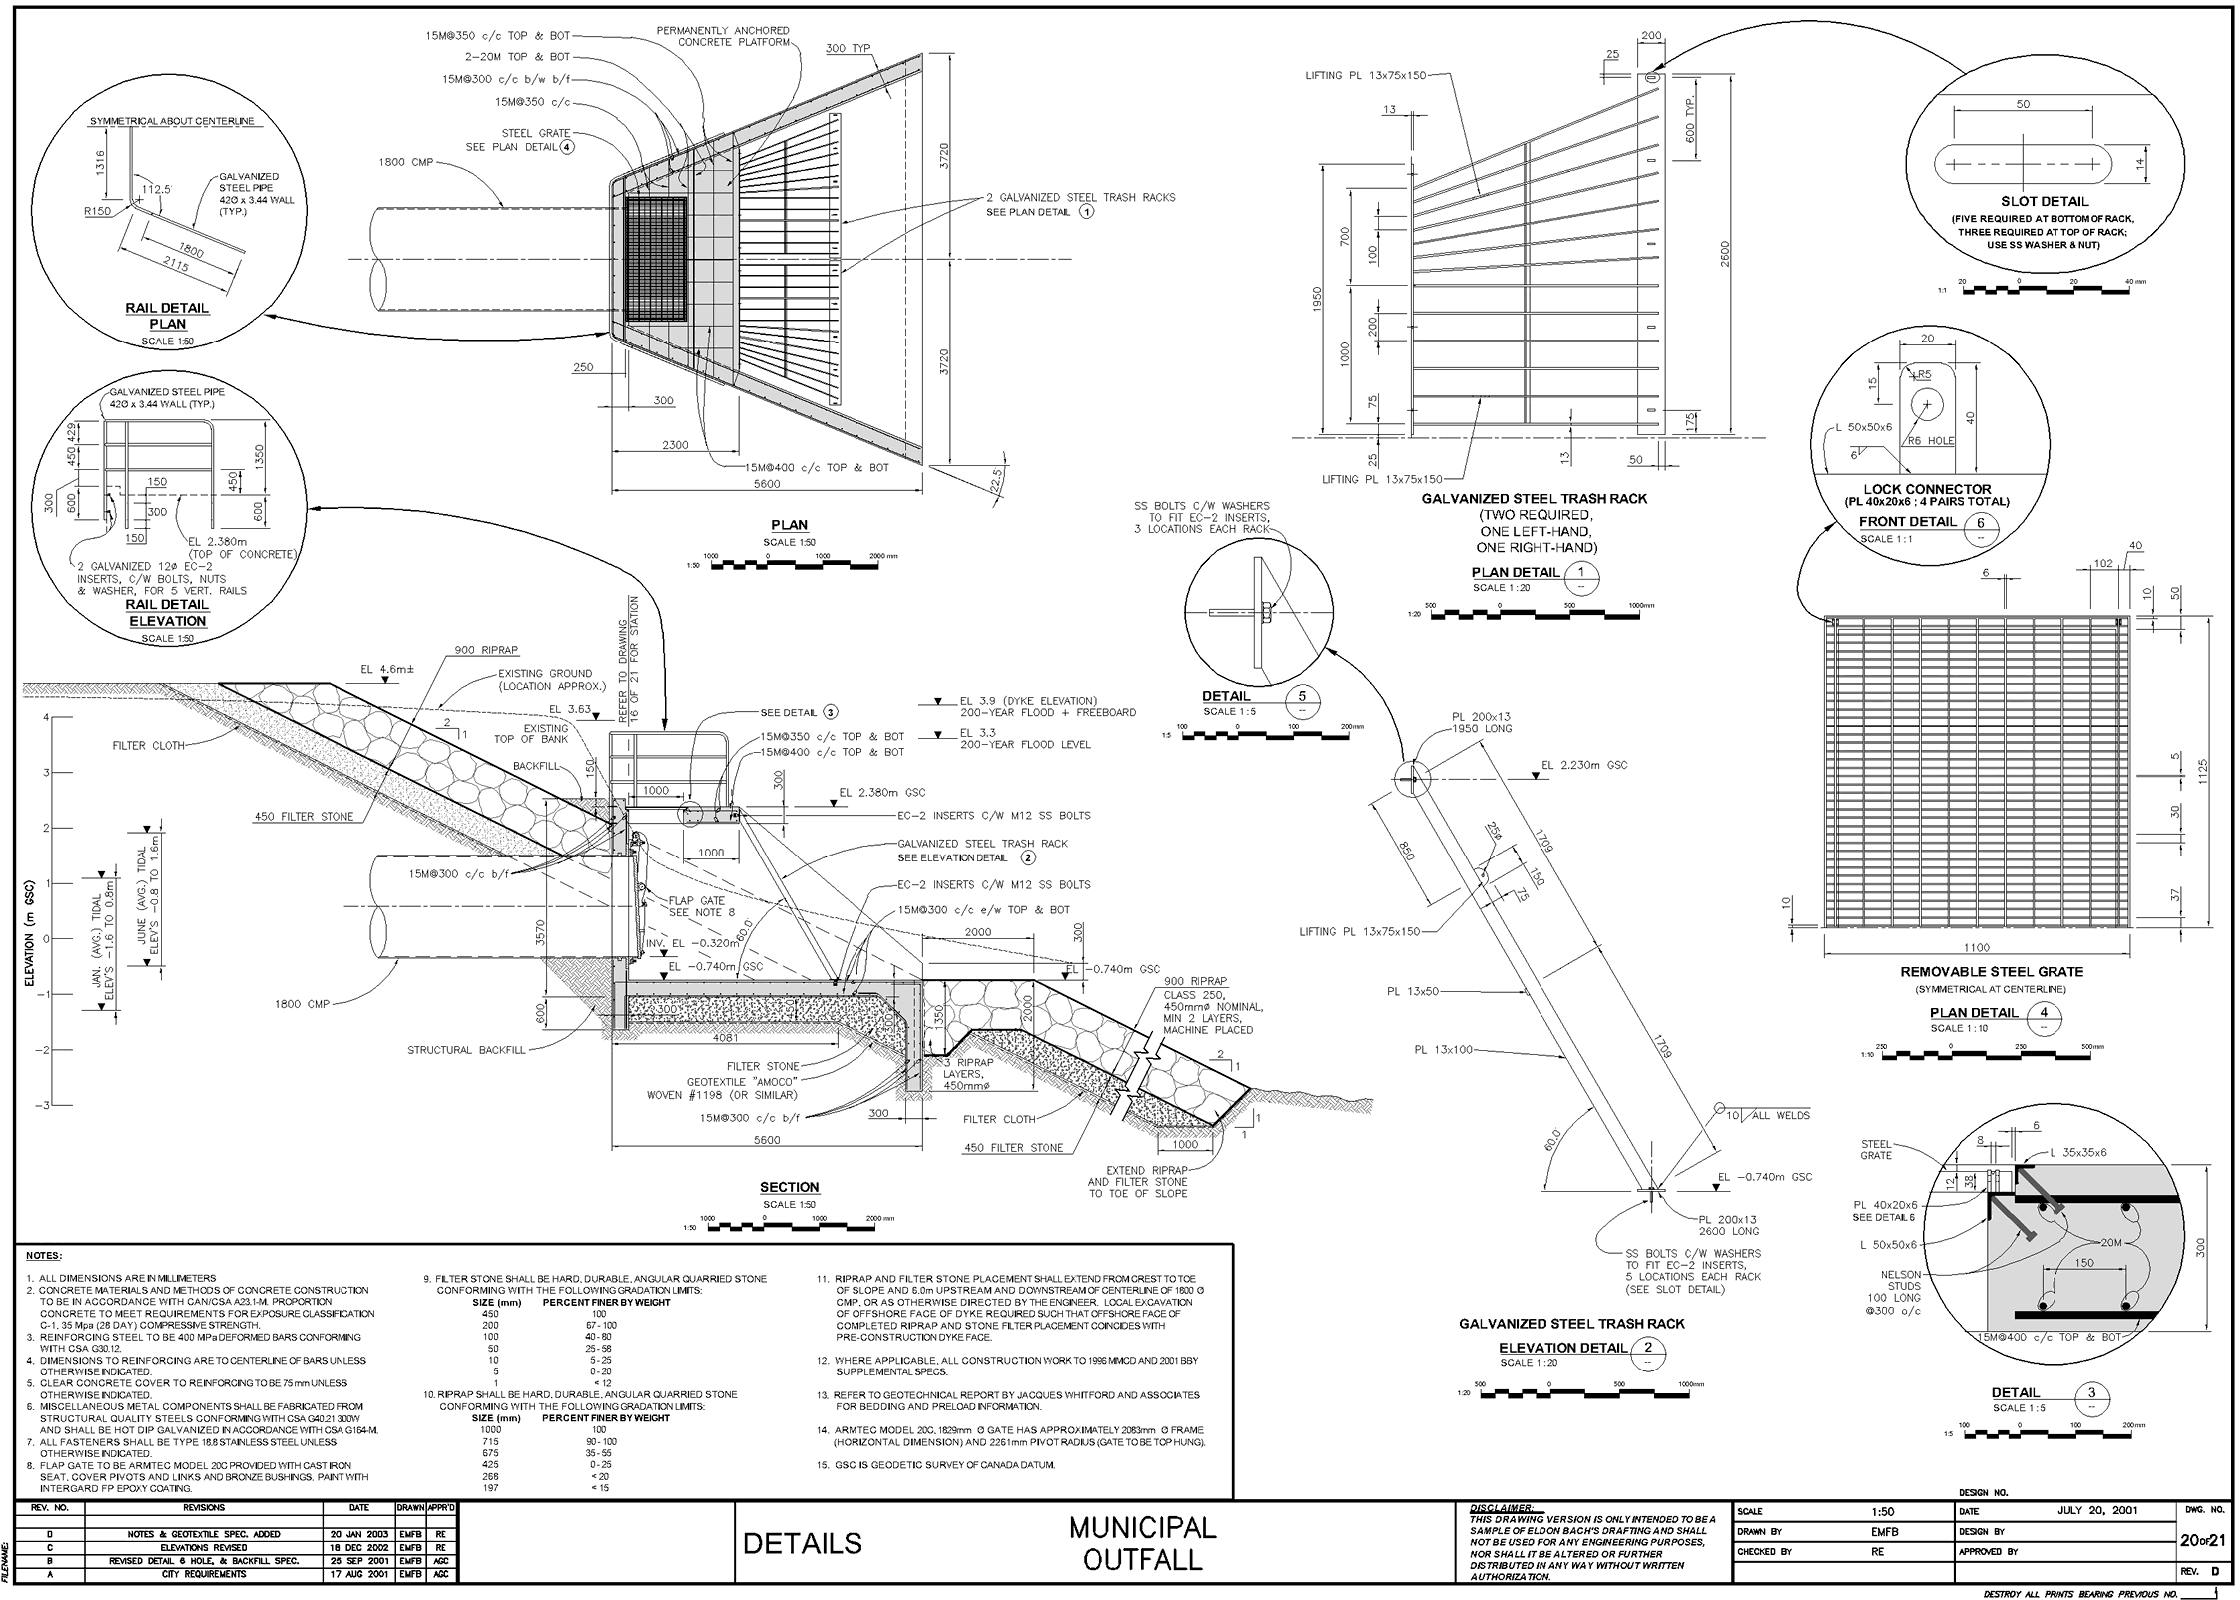 15M@350 c/c TOP & BOT
2-20M TOP & BOT
15M@300 c/c b/w b/f
15M@350 c/c
STEEL GRATE
SEE PLAN DETAIL 4
1800 CMP
PERMANENTLY ANCHORED
CONCRETE PLATFORM
300 TYP
3720
3720
2 GALVANIZED STEEL TRASH RACKS
SEE PLAN DETAIL 1
250
300
2300
15M@400 c/c TOP & BOT
5600
22.5°
PLAN
SCALE 1:50
1:50 1000 0 1000 2000 mm
SYMMETRICAL ABOUT CENTERLINE
1316
112.5°
R150
GALVANIZED
STEEL PIPE
42Ø x 3.44 WALL
(TYP.)
1800
2115
RAIL DETAIL
PLAN
SCALE 1:50
GALVANIZED STEEL PIPE
42Ø x 3.44 WALL (TYP.)
429
450
300
600
150
300
150
450
1350
600
EL 2.380m
(TOP OF CONCRETE)
2 GALVANIZED 12ø EC-2
INSERTS, C/W BOLTS, NUTS
& WASHER, FOR 5 VERT. RAILS
RAIL DETAIL
ELEVATION
SCALE 1:50
LIFTING PL 13x75x150
25
200
13
600 TYP.
1950
700
100
200
1000
75
25
2600
175
13
50
LIFTING PL 13x75x150
GALVANIZED STEEL TRASH RACK
(TWO REQUIRED,
ONE LEFT-HAND,
ONE RIGHT-HAND)
PLAN DETAIL 1
--
SCALE 1:20
1:20 500 0 500 1000mm
50
14
SLOT DETAIL
(FIVE REQUIRED AT BOTTOM OF RACK,
THREE REQUIRED AT TOP OF RACK;
USE SS WASHER & NUT)
1:1 20 0 20 40 mm
20
15
R5
40
L 50x50x6
R6 HOLE
6
LOCK CONNECTOR
(PL 40x20x6 ; 4 PAIRS TOTAL)
FRONT DETAIL 6
--
SCALE 1:1
40
102
6
10
50
1125
5
30
37
10
1100
REMOVABLE STEEL GRATE
(SYMMETRICAL AT CENTERLINE)
PLAN DETAIL 4
--
SCALE 1:10
1:10 250 0 250 500mm
SS BOLTS C/W WASHERS
TO FIT EC-2 INSERTS,
3 LOCATIONS EACH RACK
DETAIL 5
--
SCALE 1:5
1:5 100 0 100 200mm
900 RIPRAP
EL 4.6m±
EXISTING GROUND
(LOCATION APPROX.)
EL 3.63
EXISTING
TOP OF BANK
REFER TO DRAWING
16 OF 21 FOR STATION
SEE DETAIL 3
EL 3.9 (DYKE ELEVATION)
200-YEAR FLOOD + FREEBOARD
EL 3.3
200-YEAR FLOOD LEVEL
2
1
FILTER CLOTH
BACKFILL
150
15M@350 c/c TOP & BOT
15M@400 c/c TOP & BOT
1000
300
EL 2.380m GSC
450 FILTER STONE
EC-2 INSERTS C/W M12 SS BOLTS
1000
GALVANIZED STEEL TRASH RACK
SEE ELEVATION DETAIL 2
15M@300 c/c b/f
FLAP GATE
SEE NOTE 8
EC-2 INSERTS C/W M12 SS BOLTS
15M@300 c/c e/w TOP & BOT
60.0°
3570
INV. EL -0.320m
EL -0.740m GSC
2000
300
EL -0.740m GSC
900 RIPRAP
CLASS 250,
450mmø NOMINAL,
MIN 2 LAYERS,
MACHINE PLACED
1800 CMP
600
300
4081
1350
2000
STRUCTURAL BACKFILL
FILTER STONE
GEOTEXTILE "AMOCO"
WOVEN #1198 (OR SIMILAR)
15M@300 c/c b/f
3 RIPRAP
LAYERS,
450mmø
300
FILTER CLOTH
450 FILTER STONE
2
1
1
1
1000
5600
EXTEND RIPRAP
AND FILTER STONE
TO TOE OF SLOPE
ELEVATION (m GSC)
4
3
2
1
0
-1
-2
-3
JAN. (AVG.) TIDAL
ELEV'S -1.6 TO 0.8m
JUNE (AVG.) TIDAL
ELEV'S -0.8 TO 1.6m
SECTION
SCALE 1:50
1:50 1000 0 1000 2000 mm
PL 200x13
1950 LONG
EL 2.230m GSC
850
25ø
1709
150
75
LIFTING PL 13x75x150
PL 13x50
PL 13x100
1709
60.0°
10 ALL WELDS
EL -0.740m GSC
PL 200x13
2600 LONG
SS BOLTS C/W WASHERS
TO FIT EC-2 INSERTS,
5 LOCATIONS EACH RACK
(SEE SLOT DETAIL)
GALVANIZED STEEL TRASH RACK
ELEVATION DETAIL 2
--
SCALE 1:20
1:20 500 0 500 1000mm
STEEL
GRATE
8
6
L 35x35x6
12
38
PL 40x20x6
SEE DETAIL 6
L 50x50x6
20M
150
300
NELSON
STUDS
100 LONG
@300 o/c
15M@400 c/c TOP & BOT
DETAIL 3
--
SCALE 1:5
1:5 100 0 100 200mm
NOTES:
1. ALL DIMENSIONS ARE IN MILLIMETERS
2. CONCRETE MATERIALS AND METHODS OF CONCRETE CONSTRUCTION
TO BE IN ACCORDANCE WITH CAN/CSA A23.1-M. PROPORTION
CONCRETE TO MEET REQUIREMENTS FOR EXPOSURE CLASSIFICATION
C-1, 35 Mpa (28 DAY) COMPRESSIVE STRENGTH.
3. REINFORCING STEEL TO BE 400 MPa DEFORMED BARS CONFORMING
WITH CSA G30.12.
4. DIMENSIONS TO REINFORCING ARE TO CENTERLINE OF BARS UNLESS
OTHERWISE INDICATED.
5. CLEAR CONCRETE COVER TO REINFORCING TO BE 75 mm UNLESS
OTHERWISE INDICATED.
6. MISCELLANEOUS METAL COMPONENTS SHALL BE FABRICATED FROM
STRUCTURAL QUALITY STEELS CONFORMING WITH CSA G40.21 300W
AND SHALL BE HOT DIP GALVANIZED IN ACCORDANCE WITH CSA G164-M.
7. ALL FASTENERS SHALL BE TYPE 18.8 STAINLESS STEEL UNLESS
OTHERWISE INDICATED.
8. FLAP GATE TO BE ARMTEC MODEL 20C PROVIDED WITH CAST IRON
SEAT, COVER PIVOTS AND LINKS AND BRONZE BUSHINGS. PAINT WITH
INTERGARD FP EPOXY COATING.
9. FILTER STONE SHALL BE HARD, DURABLE, ANGULAR QUARRIED STONE
CONFORMING WITH THE FOLLOWING GRADATION LIMITS:
SIZE (mm) PERCENT FINER BY WEIGHT
450 100
200 67-100
100 40-80
50 25-58
10 5-25
5 0-20
1 < 12
10. RIPRAP SHALL BE HARD, DURABLE, ANGULAR QUARRIED STONE
CONFORMING WITH THE FOLLOWING GRADATION LIMITS:
SIZE (mm) PERCENT FINER BY WEIGHT
1000 100
715 90-100
675 35-55
425 0-25
268 < 20
197 < 15
11. RIPRAP AND FILTER STONE PLACEMENT SHALL EXTEND FROM CREST TO TOE
OF SLOPE AND 6.0m UPSTREAM AND DOWNSTREAM OF CENTERLINE OF 1800 Ø
CMP, OR AS OTHERWISE DIRECTED BY THE ENGINEER. LOCAL EXCAVATION
OF OFFSHORE FACE OF DYKE REQUIRED SUCH THAT OFFSHORE FACE OF
COMPLETED RIPRAP AND STONE FILTER PLACEMENT COINCIDES WITH
PRE-CONSTRUCTION DYKE FACE.
12. WHERE APPLICABLE, ALL CONSTRUCTION WORK TO 1996 MMCD AND 2001 BBY
SUPPLEMENTAL SPECS.
13. REFER TO GEOTECHNICAL REPORT BY JACQUES WHITFORD AND ASSOCIATES
FOR BEDDING AND PRELOAD INFORMATION.
14. ARMTEC MODEL 20C, 1829mm Ø GATE HAS APPROXIMATELY 2083mm Ø FRAME
(HORIZONTAL DIMENSION) AND 2261mm PIVOT RADIUS (GATE TO BE TOP HUNG).
15. GSC IS GEODETIC SURVEY OF CANADA DATUM.
REV. NO. REVISIONS DATE DRAWN APPR'D
D NOTES & GEOTEXTILE SPEC. ADDED 20 JAN 2003 EMFB RE
C ELEVATIONS REVISED 18 DEC 2002 EMFB RE
B REVISED DETAIL 6 HOLE, & BACKFILL SPEC. 25 SEP 2001 EMFB AGC
A CITY REQUIREMENTS 17 AUG 2001 EMFB AGC
FILENAME:
DETAILS
MUNICIPAL
OUTFALL
DISCLAIMER:
THIS DRAWING VERSION IS ONLY INTENDED TO BE A
SAMPLE OF ELDON BACH'S DRAFTING AND SHALL
NOT BE USED FOR ANY ENGINEERING PURPOSES,
NOR SHALL IT BE ALTERED OR FURTHER
DISTRIBUTED IN ANY WAY WITHOUT WRITTEN
AUTHORIZATION.
DESIGN NO.
SCALE 1:50
DATE JULY 20, 2001
DWG. NO.
DRAWN BY EMFB
DESIGN BY
20 OF 21
CHECKED BY RE
APPROVED BY
REV. D
DESTROY ALL PRINTS BEARING PREVIOUS NO.